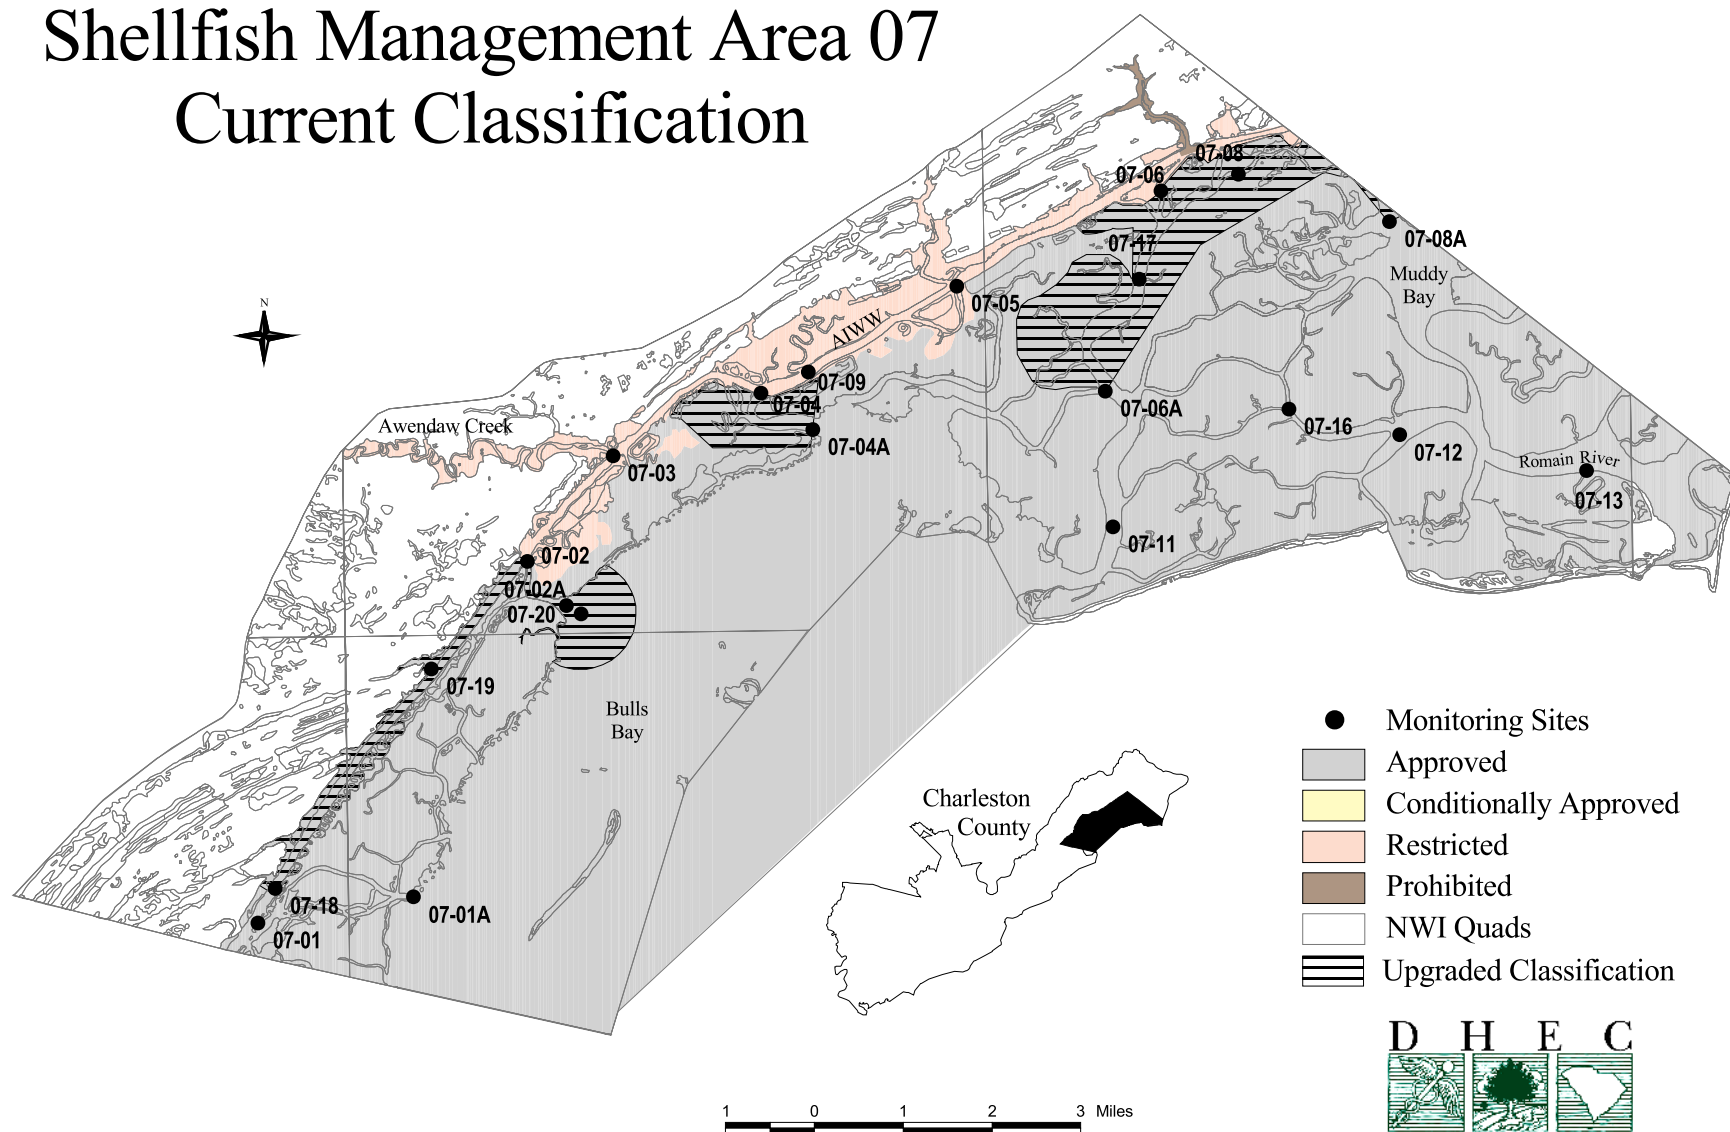 Shellfish Management Area 07
Current Classification
N
07-08
07-06
07-17
07-08A
Muddy
Bay
07-05
AIWW
07-09
07-04
07-06A
07-16
07-04A
07-12
Awendaw Creek
Romain River
07-03
07-13
07-11
07-02
07-02A
07-20
07-19
Bulls
Bay
07-18
07-01A
07-01
Charleston
County
Monitoring Sites
Approved
Conditionally Approved
Restricted
Prohibited
NWI Quads
Upgraded Classification
D H E C
1 0 1 2 3 Miles